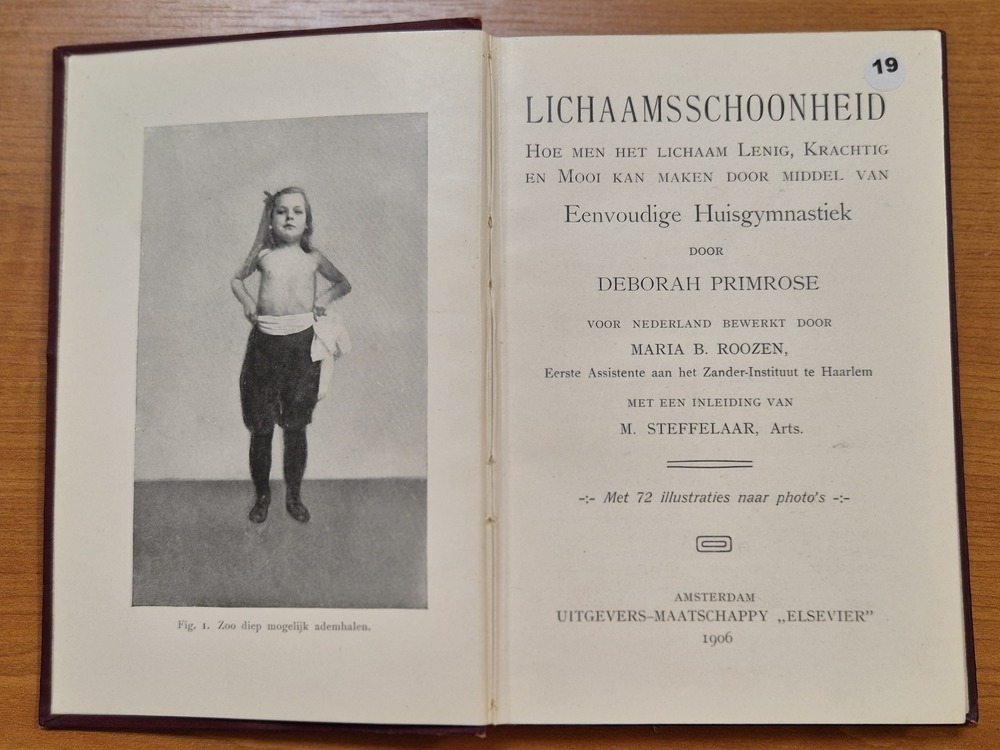 Fig. 1. Zoo diep mogelijk ademhalen.
19
LICHAAMSSCHOONHEID
HOE MEN HET LICHAAM LENIG, KRACHTIG
EN MOOI KAN MAKEN DOOR MIDDEL VAN
Eenvoudige Huisgymnastiek
DOOR
DEBORAH PRIMROSE
VOOR NEDERLAND BEWERKT DOOR
MARIA B. ROOZEN,
Eerste Assistente aan het Zander-Instituut te Haarlem
MET EEN INLEIDING VAN
M. STEFFELAAR, Arts.
-:- Met 72 illustraties naar photo's -:-
AMSTERDAM
UITGEVERS-MAATSCHAPPY „ELSEVIER”
1906